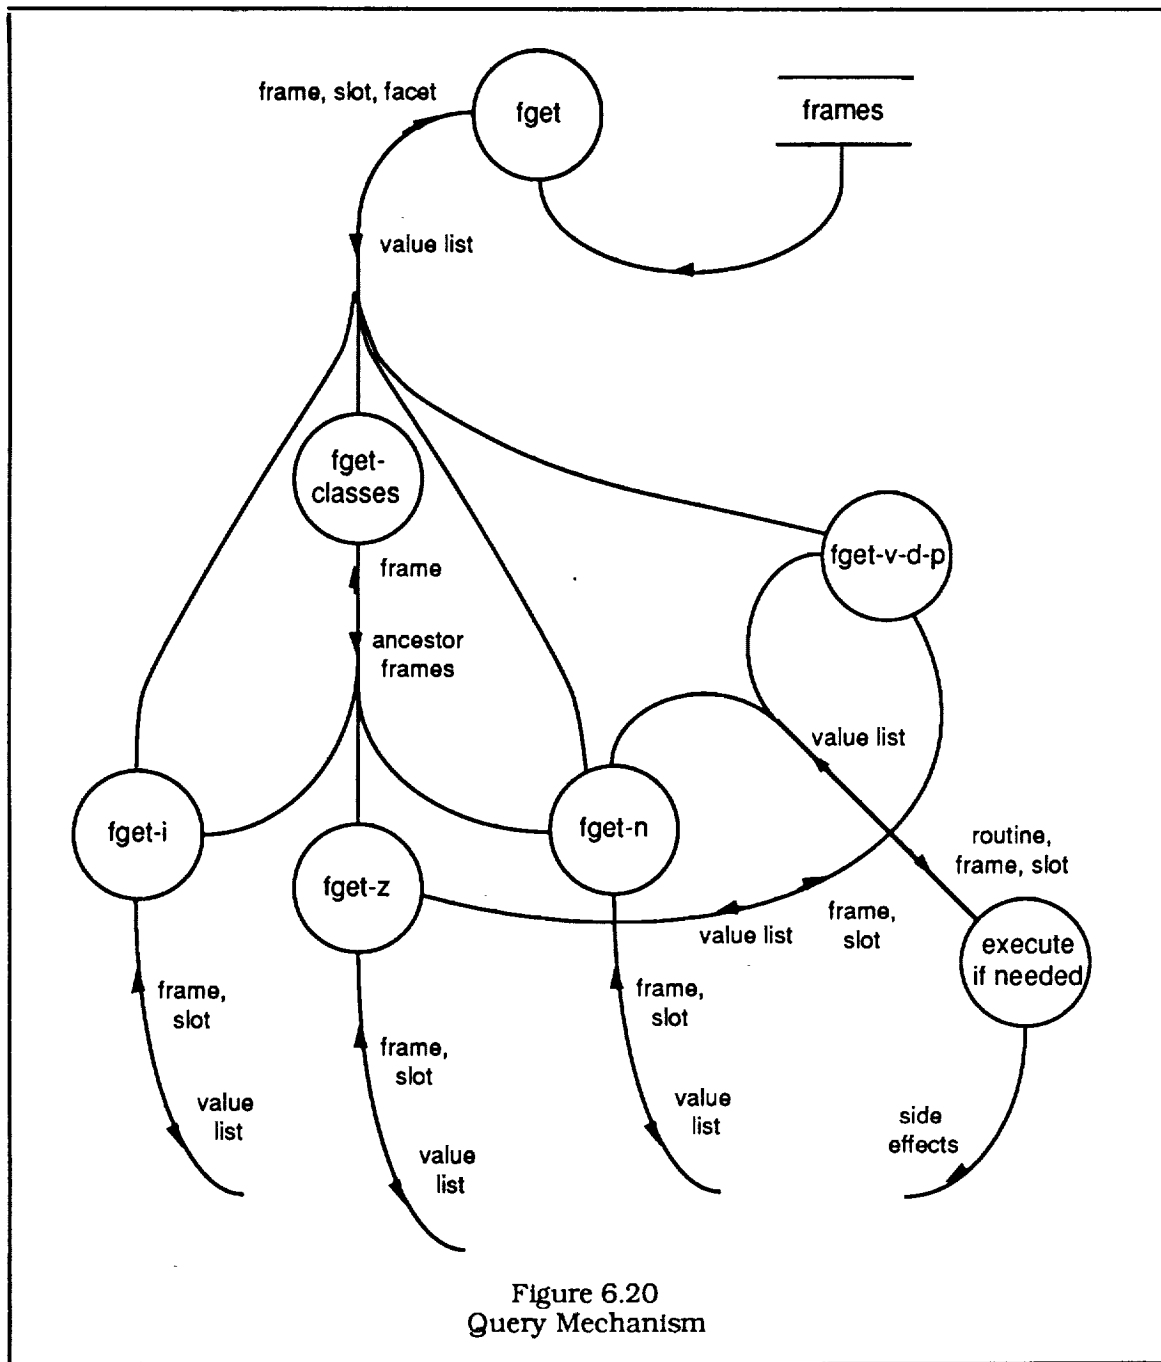 frame, slot, facet
fget
frames
value list
fget-
classes
frame
fget-v-d-p
ancestor
frames
value list
fget-i
fget-n
routine,
frame, slot
fget-z
value list
frame,
slot
execute
if needed
frame,
slot
frame,
slot
frame,
slot
value
list
value
list
side
effects
value
list
Figure 6.20
Query Mechanism